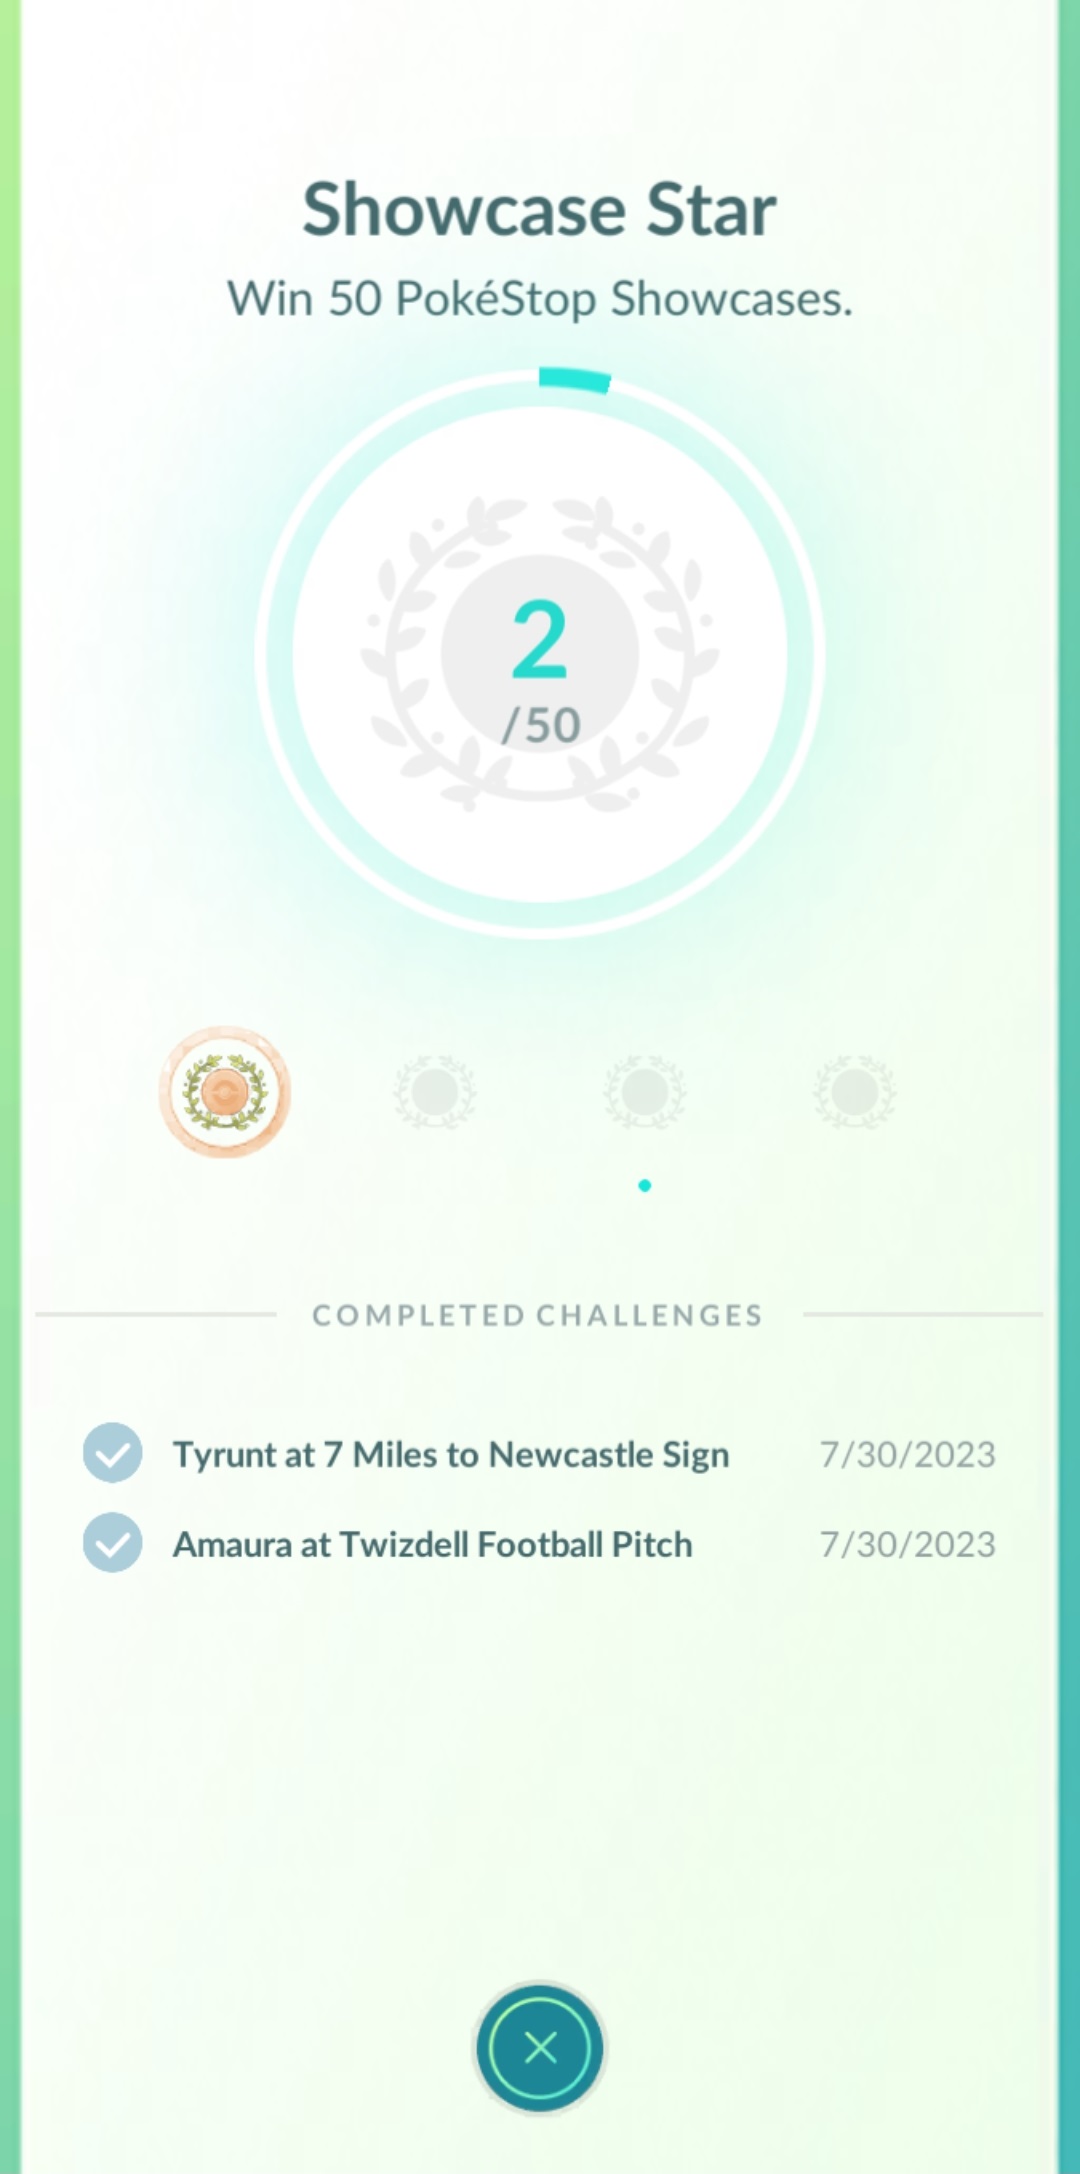 Showcase Star
Win 50 PokéStop Showcases.
2
/50
COMPLETED CHALLENGES
Tyrunt at 7 Miles to Newcastle Sign 7/30/2023
Amaura at Twizdell Football Pitch 7/30/2023